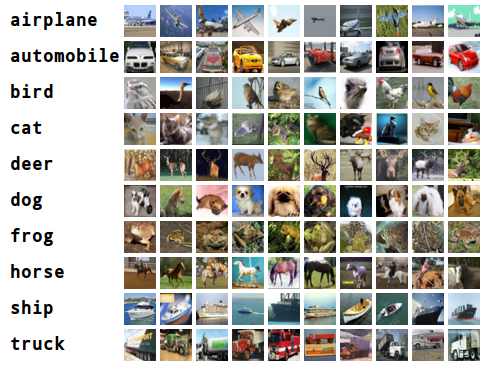 airplane
automobile
bird
cat
deer
dog
frog
horse
ship
truck